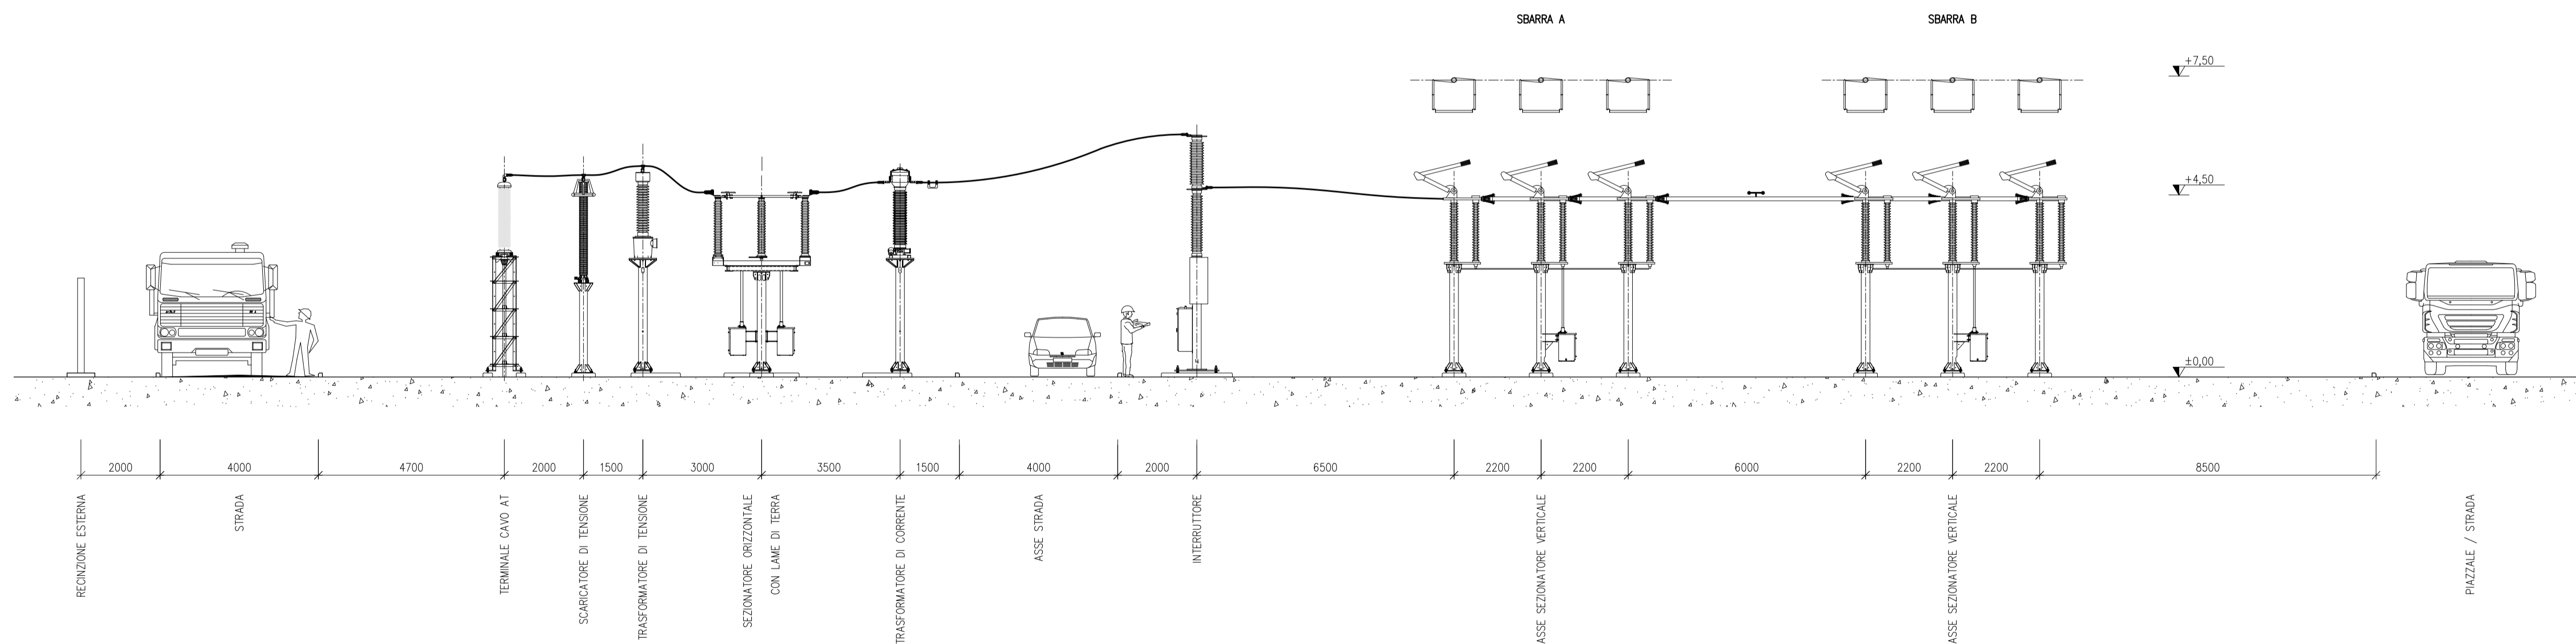 SBARRA A
SBARRA B
+7,50
+4,50
±0,00
2000
4000
4700
2000
1500
3000
3500
1500
4000
2000
6500
2200
2200
6000
2200
2200
8500
RECINZIONE ESTERNA
STRADA
TERMINALE CAVO AT
SCARICATORE DI TENSIONE
TRASFORMATORE DI TENSIONE
SEZIONATORE ORIZZONTALE
CON LAME DI TERRA
TRASFORMATORE DI CORRENTE
ASSE STRADA
INTERRUTTORE
ASSE SEZIONATORE VERTICALE
ASSE SEZIONATORE VERTICALE
PIAZZALE / STRADA